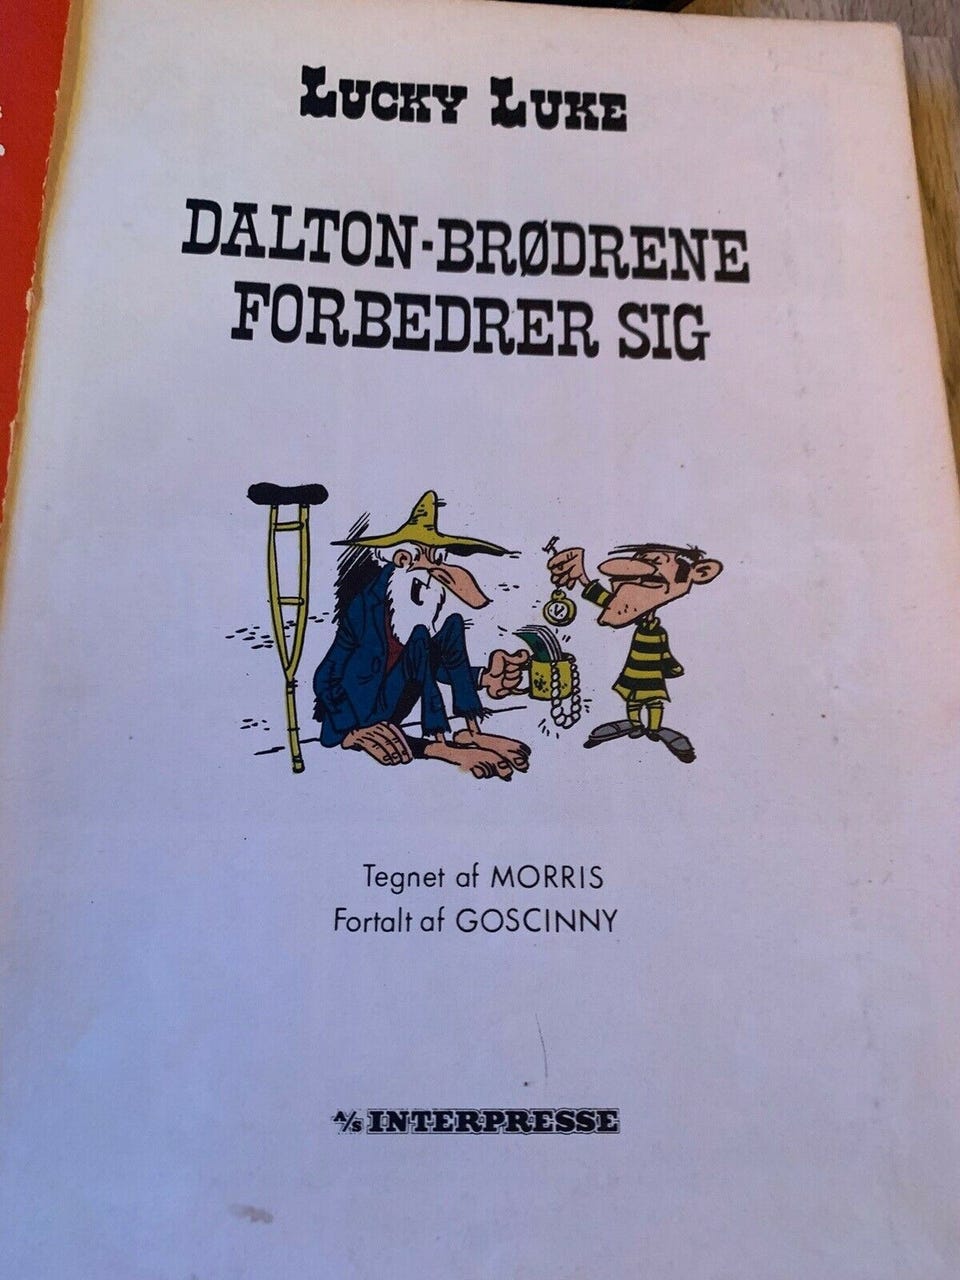 LUCKY LUKE
DALTON-BRØDRENE
FORBEDRER SIG
Tegnet af MORRIS
Fortalt af GOSCINNY
A/S INTERPRESSE